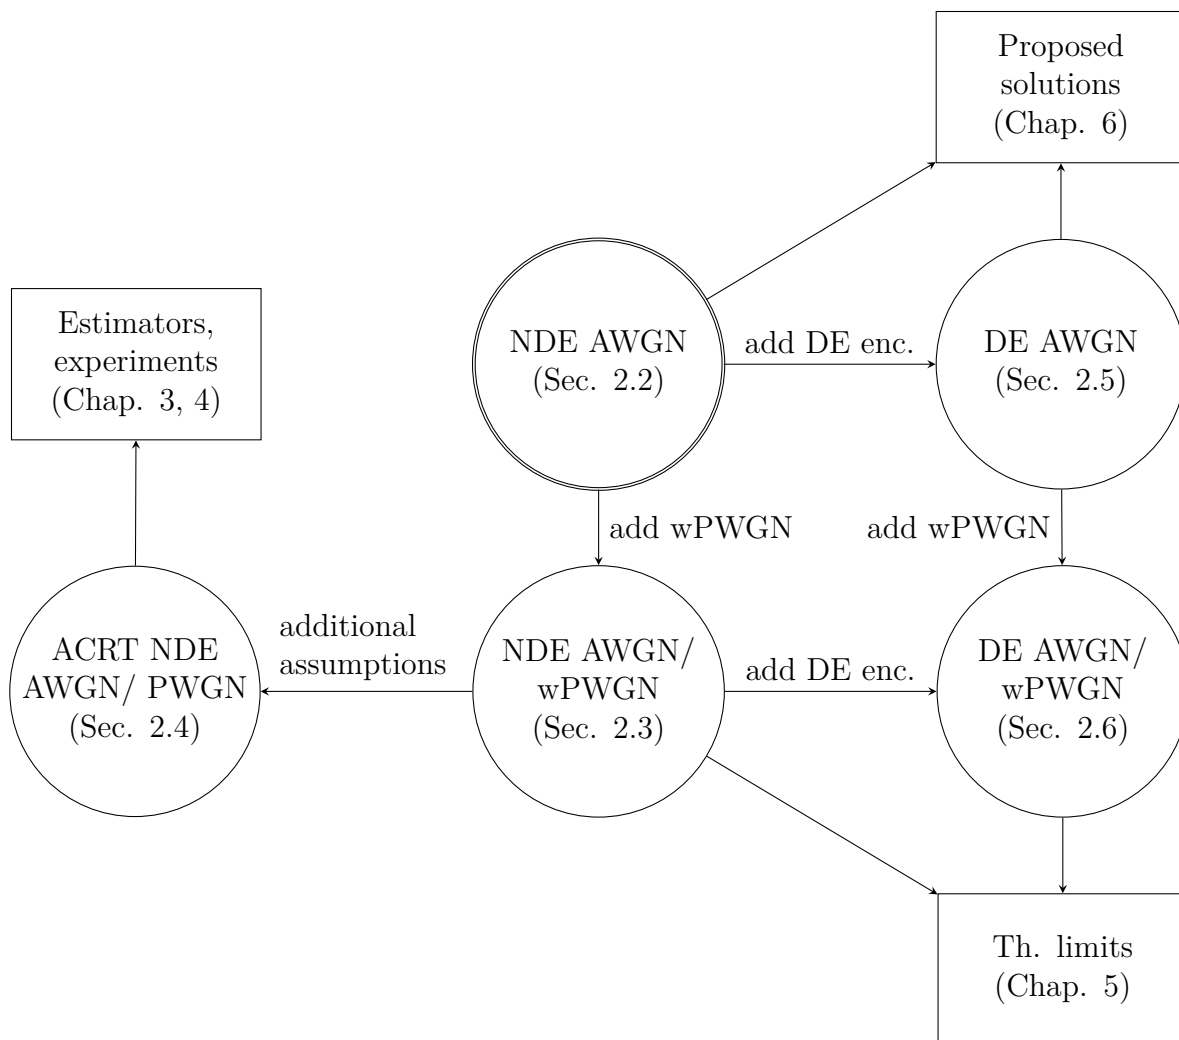 Proposed
solutions
(Chap. 6)
Estimators,
experiments
(Chap. 3, 4)
NDE AWGN
(Sec. 2.2)
add DE enc.
DE AWGN
(Sec. 2.5)
add wPWGN
add wPWGN
ACRT NDE
AWGN/ PWGN
(Sec. 2.4)
additional
assumptions
NDE AWGN/
wPWGN
(Sec. 2.3)
add DE enc.
DE AWGN/
wPWGN
(Sec. 2.6)
Th. limits
(Chap. 5)